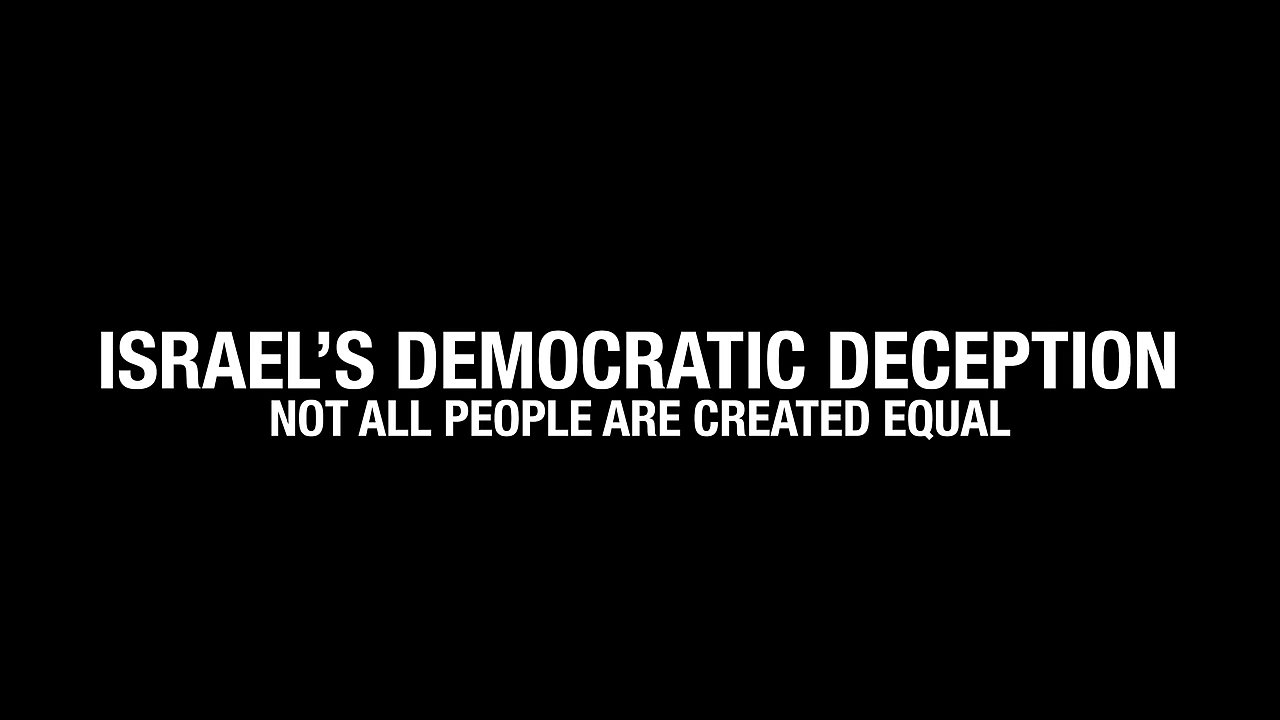 ISRAEL’S DEMOCRATIC DECEPTION
NOT ALL PEOPLE ARE CREATED EQUAL